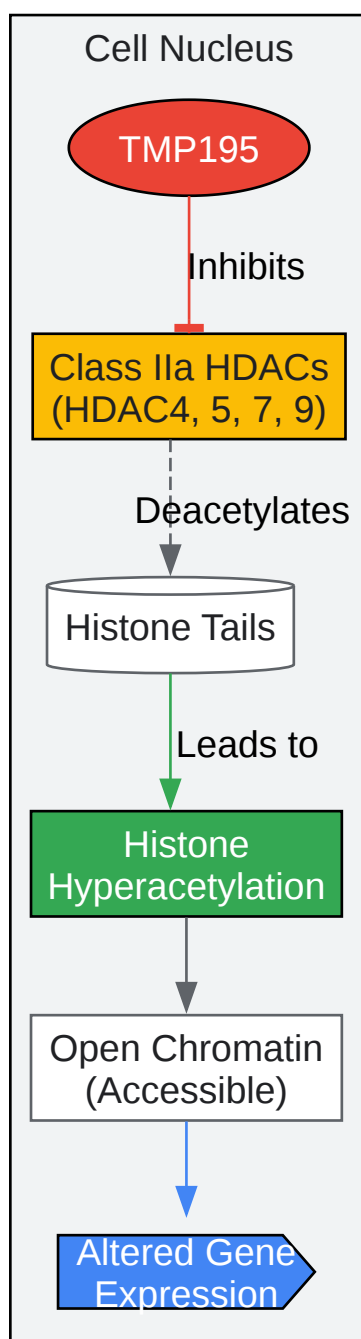 Cell Nucleus
TMP195
Inhibits
Class IIa HDACs
(HDAC4, 5, 7, 9)
Deacetylates
Histone Tails
Leads to
Histone
Hyperacetylation
Open Chromatin
(Accessible)
Altered Gene
Expression